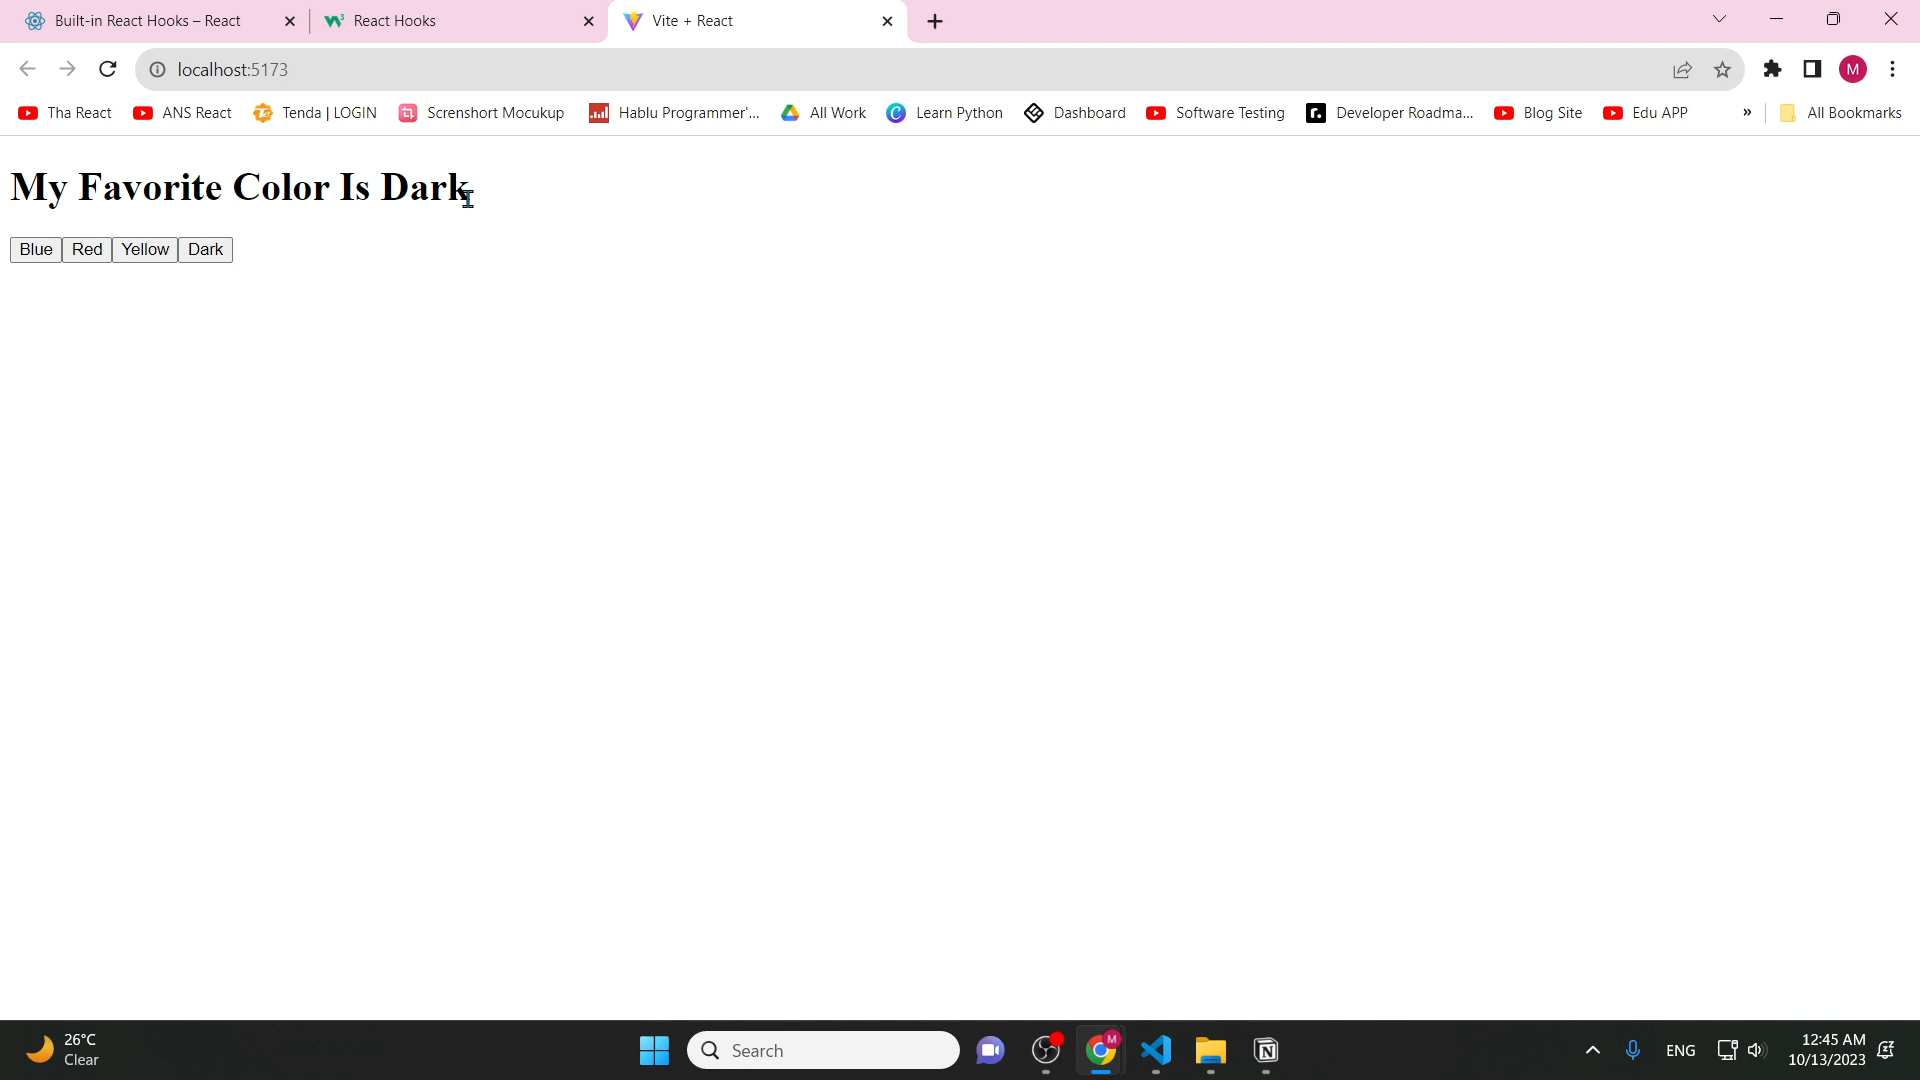 Built-in React Hooks – React
React Hooks
Vite + React
localhost:5173
M
Tha React
ANS React
Tenda | LOGIN
Screnshort Mocukup
Hablu Programmer'...
All Work
Learn Python
Dashboard
Software Testing
Developer Roadma...
Blog Site
Edu APP
»
All Bookmarks
My Favorite Color Is Dark
Blue Red Yellow Dark
26°C
Clear
Search
M
ENG
12:45 AM
10/13/2023